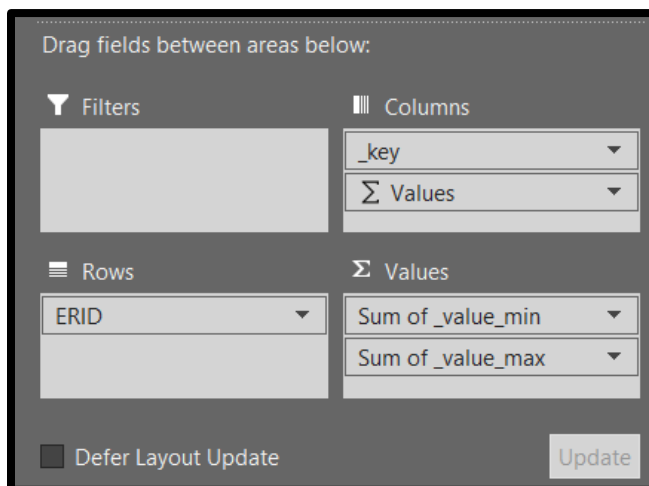 Drag fields between areas below:
Filters
Columns
_key
Σ Values
Rows
Σ Values
ERID
Sum of _value_min
Sum of _value_max
Defer Layout Update
Update